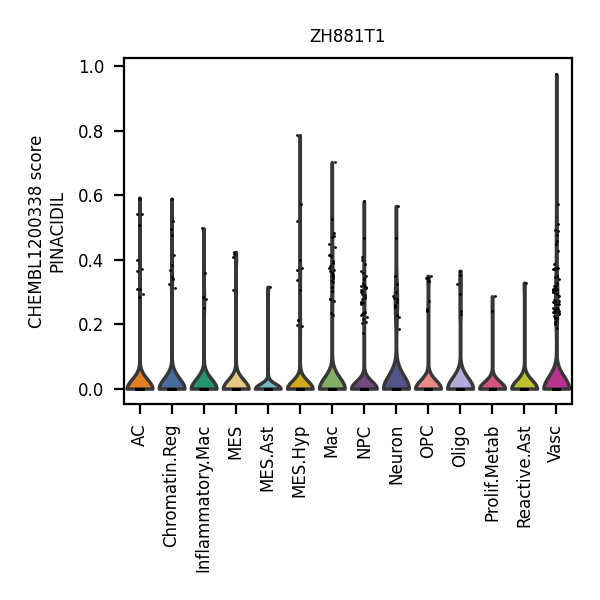 ZH881T1
CHEMBL1200338 score
PINACIDIL
1.0
0.8
0.6
0.4
0.2
0.0
AC
Chromatin.Reg
Inflammatory.Mac
MES
MES.Ast
MES.Hyp
Mac
NPC
Neuron
OPC
Oligo
Prolif.Metab
Reactive.Ast
Vasc